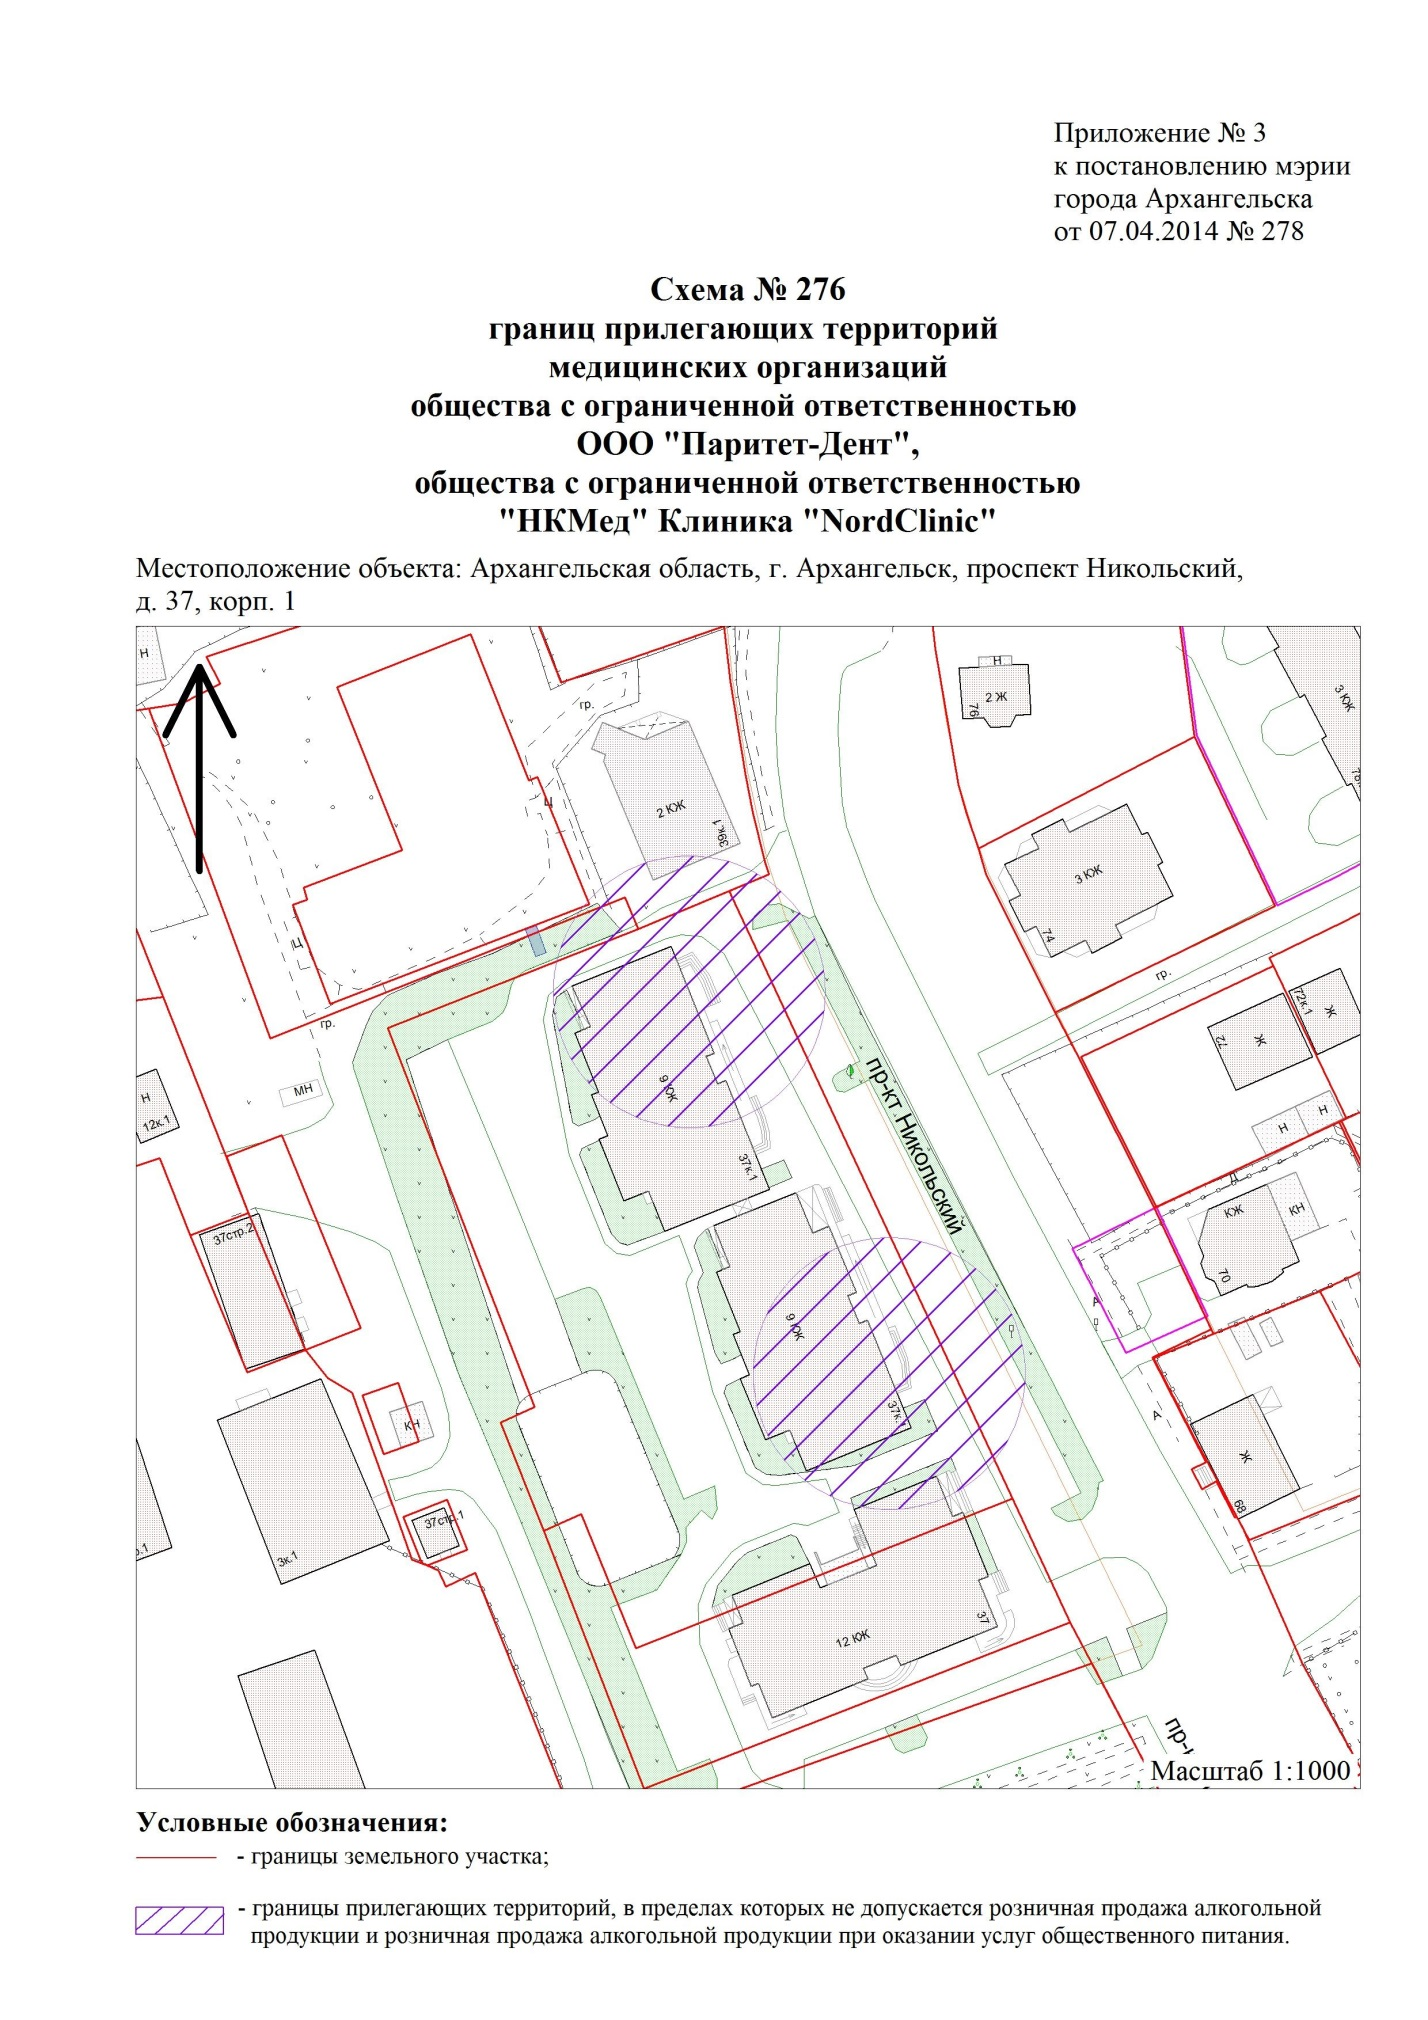 Приложение № 3
к постановлению мэрии
города Архангельска
от 07.04.2014 № 278
Схема № 276
границ прилегающих территорий
медицинских организаций
общества с ограниченной ответственностью
ООО "Паритет-Дент",
общества с ограниченной ответственностью
"НКМед" Клиника "NordClinic"
Местоположение объекта: Архангельская область, г. Архангельск, проспект Никольский,
д. 37, корп. 1
Н
Н
2 Ж
76
3 КЖ
гр.
Ц
2 КЖ
39к.1
3 КЖ
74
Ц
гр.
гр.
72к.1
Ж
72
Ж
МН
Н
12к.1
9 КЖ
37к.1
пр-кт Никольский
Н
Н
Д
КЖ
КН
70
37стр.2
А
9 КЖ
37к.
А
КН
Ж
68
37стр.1
3к.1
12 КЖ
37
Масштаб 1:1000
Условные обозначения:
- границы земельного участка;
- границы прилегающих территорий, в пределах которых не допускается розничная продажа алкогольной
продукции и розничная продажа алкогольной продукции при оказании услуг общественного питания.